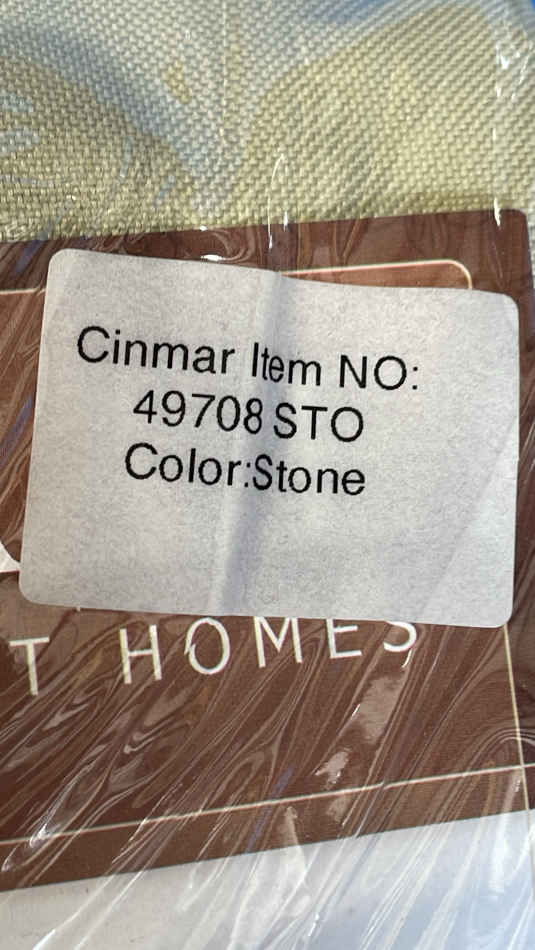 Cinmar Item NO:
49708 STO
Color:Stone
T HOMES